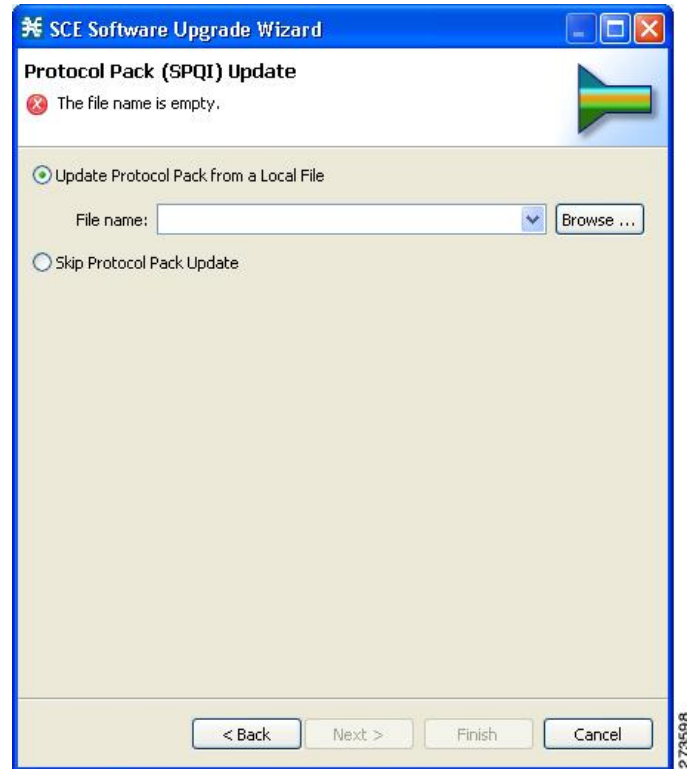 SCE Software Upgrade Wizard
Protocol Pack (SPQI) Update
The file name is empty.
Update Protocol Pack from a Local File
File name:
Browse ...
Skip Protocol Pack Update
< Back
Next >
Finish
Cancel
273598